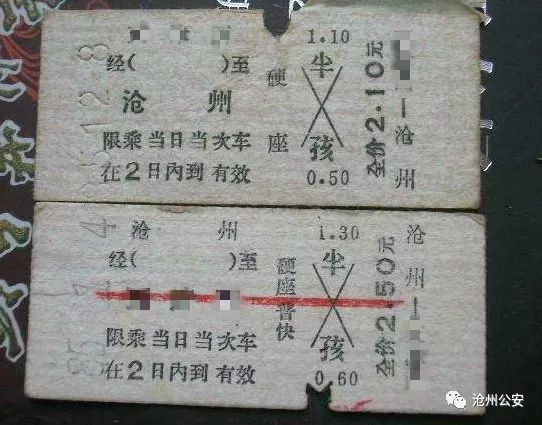 1.10
经(          )至
沧州
硬座
半
孩
0.50
限乘当日当次车
在2日内到有效
全价2.10元
沧—
州
沧州
1.30
经(          )至
硬座普快
半
孩
0.60
限乘当日当次车
在2日内到有效
全价2.50元
沧州—
沧州公安